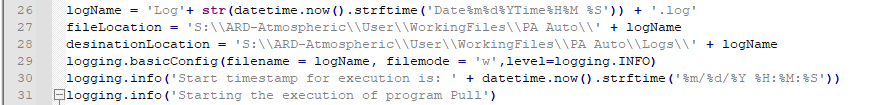 26 logName = 'Log'+ str(datetime.now().strftime('Date%m%d%YTime%H%M %S')) + '.log'
27 fileLocation = 'S:\\ARD-Atmospheric\\User\\WorkingFiles\\PA Auto\\' + logName
28 desinationLocation = 'S:\\ARD-Atmospheric\\User\\WorkingFiles\\PA Auto\\Logs\\' + logName
29 logging.basicConfig(filename = logName, filemode = 'w',level=logging.INFO)
30 logging.info('Start timestamp for execution is: ' + datetime.now().strftime('%m/%d/%Y %H:%M:%S'))
31 logging.info('Starting the execution of program Pull')